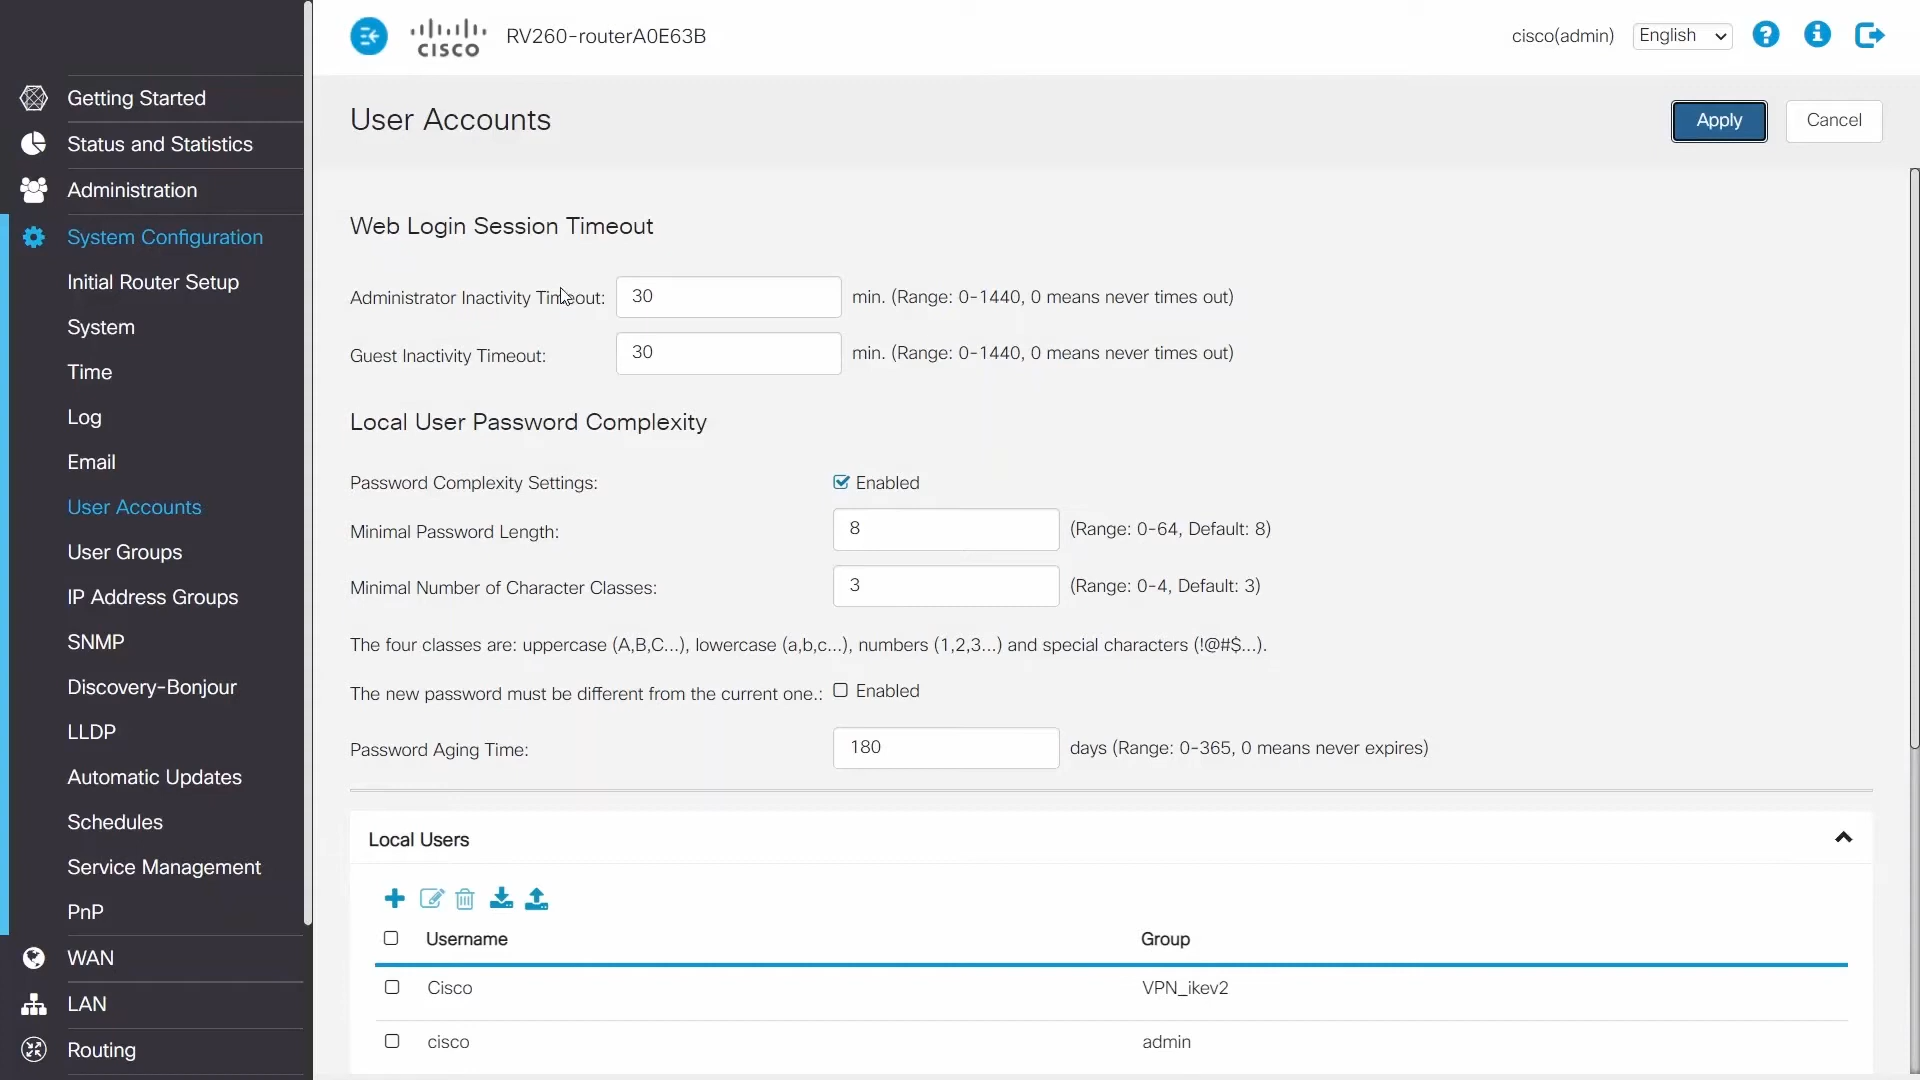 CISCO
RV260-routerA0E63B
cisco(admin)
English
Getting Started
Status and Statistics
Administration
System Configuration
Initial Router Setup
System
Time
Log
Email
User Accounts
User Groups
IP Address Groups
SNMP
Discovery-Bonjour
LLDP
Automatic Updates
Schedules
Service Management
PnP
WAN
LAN
Routing
User Accounts
Apply
Cancel
Web Login Session Timeout
Administrator Inactivity Timeout: 30 min. (Range: 0-1440, 0 means never times out)
Guest Inactivity Timeout: 30 min. (Range: 0-1440, 0 means never times out)
Local User Password Complexity
Password Complexity Settings: Enabled
Minimal Password Length: 8 (Range: 0-64, Default: 8)
Minimal Number of Character Classes: 3 (Range: 0-4, Default: 3)
The four classes are: uppercase (A,B,C...), lowercase (a,b,c...), numbers (1,2,3...) and special characters (!@#$...).
The new password must be different from the current one.: Enabled
Password Aging Time: 180 days (Range: 0-365, 0 means never expires)
Local Users
Username Group
Cisco VPN_ikev2
cisco admin